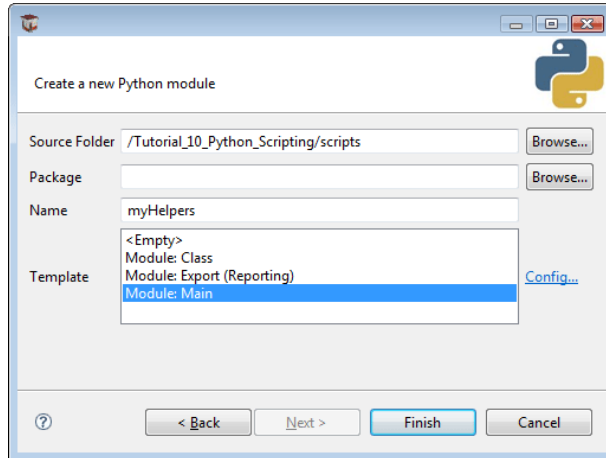 Create a new Python module
Source Folder /Tutorial_10_Python_Scripting/scripts Browse...
Package Browse...
Name myHelpers
<Empty>
Module: Class
Template Module: Export (Reporting) Config...
Module: Main
? < Back Next > Finish Cancel